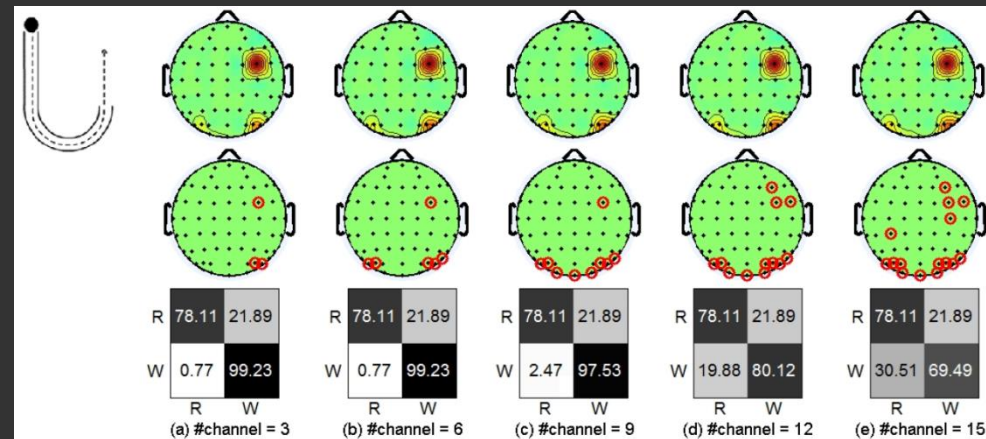 R 78.11 21.89 R 78.11 21.89 R 78.11 21.89 R 78.11 21.89 R 78.11 21.89
W 0.77 99.23 W 0.77 99.23 W 2.47 97.53 W 19.88 80.12 W 30.51 69.49
R W R W R W R W R W
(a) #channel = 3 (b) #channel = 6 (c) #channel = 9 (d) #channel = 12 (e) #channel = 15